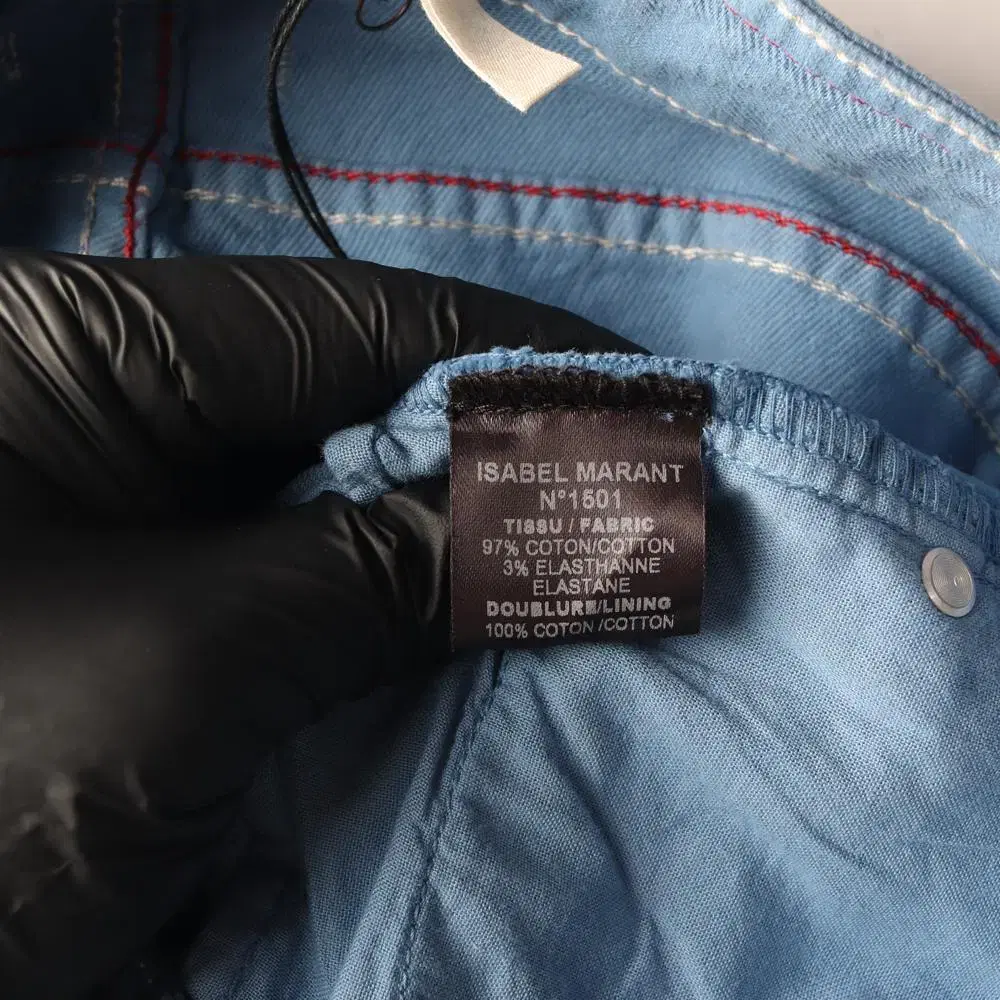 ISABEL MARANT
N°1501
TISSU / FABRIC
97% COTON/COTTON
3% ELASTHANNE
ELASTANE
DOUBLURE/LINING
100% COTON/COTTON